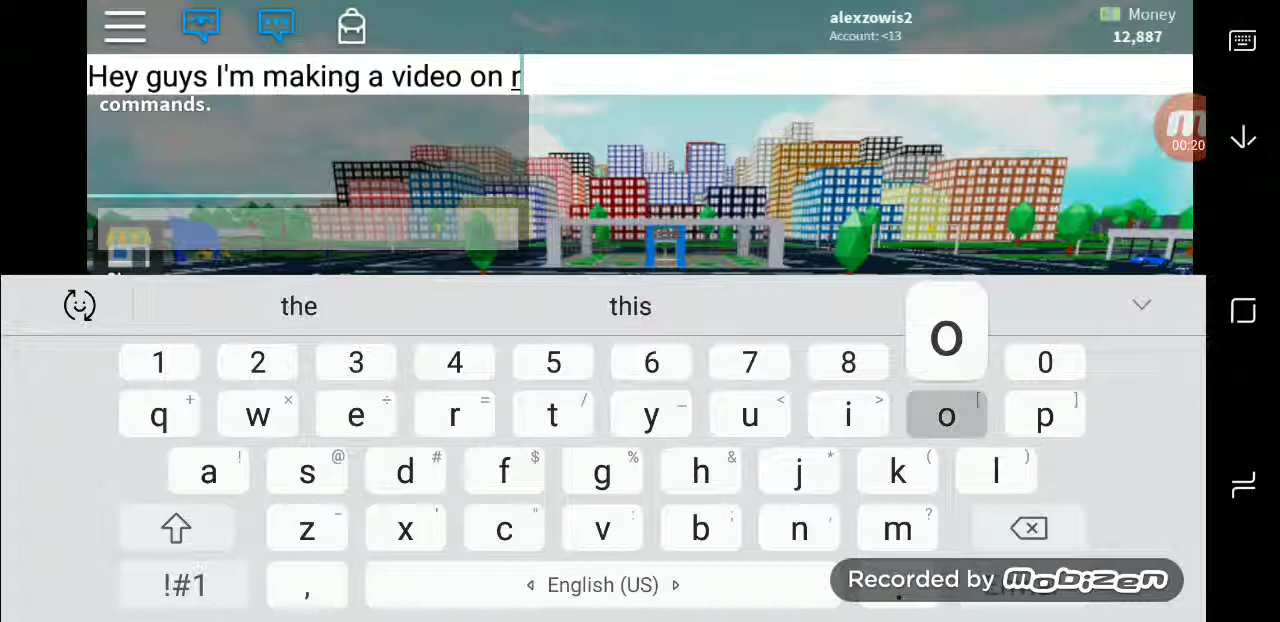 alexzowis2
Account: <13
Money
12,887
Hey guys I'm making a video on r
commands.
00:20
the
this
o
1 2 3 4 5 6 7 8 0
q + w × e ÷ r = t / y _ u < i > o [ p ]
a ! s @ d # f $ g % h & j * k ( l )
z - x ' c " v : b ; n , m ?
!#1 , English (US) .
Recorded by mobizen